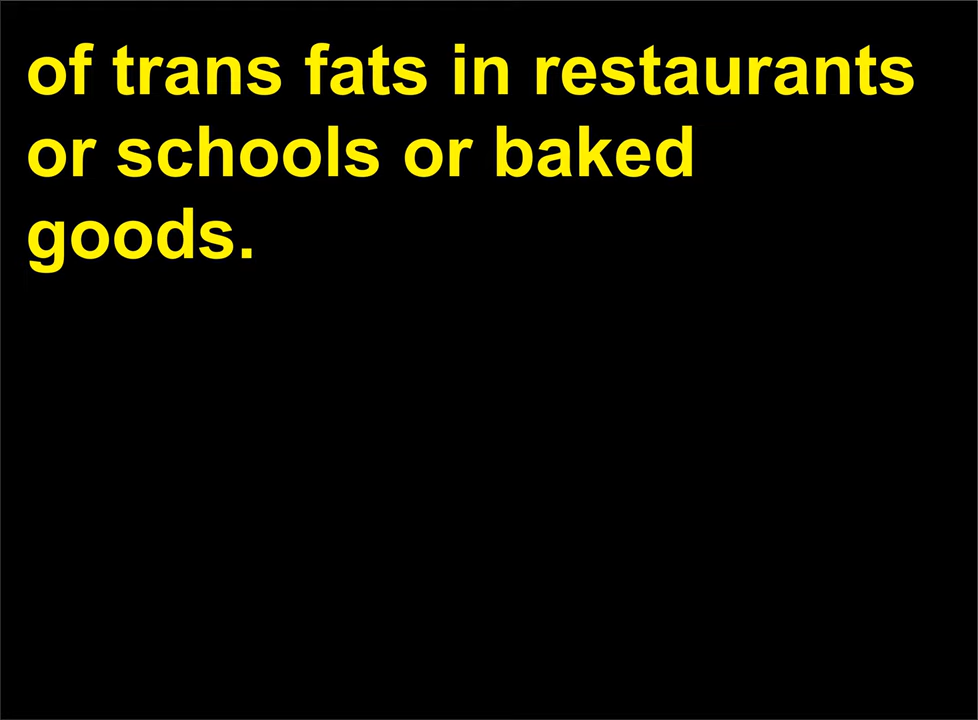 of trans fats in restaurants
or schools or baked
goods.